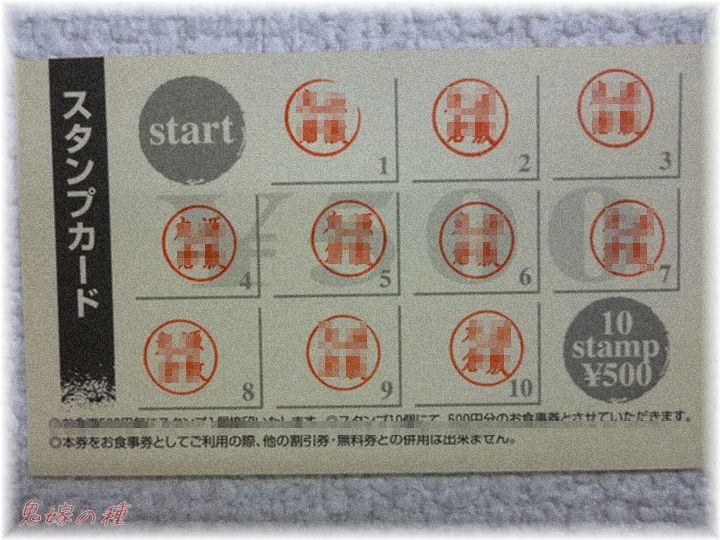 スタンプカード
start
1
2
3
4
5
6
7
8
9
10
¥500
10
stamp
¥500
◎スタンプ10個にて、500円分のお食事券とさせていただきます。
◎本券をお食事券としてご利用の際、他の割引券・無料券との併用は出来ません。
鬼嫁の種